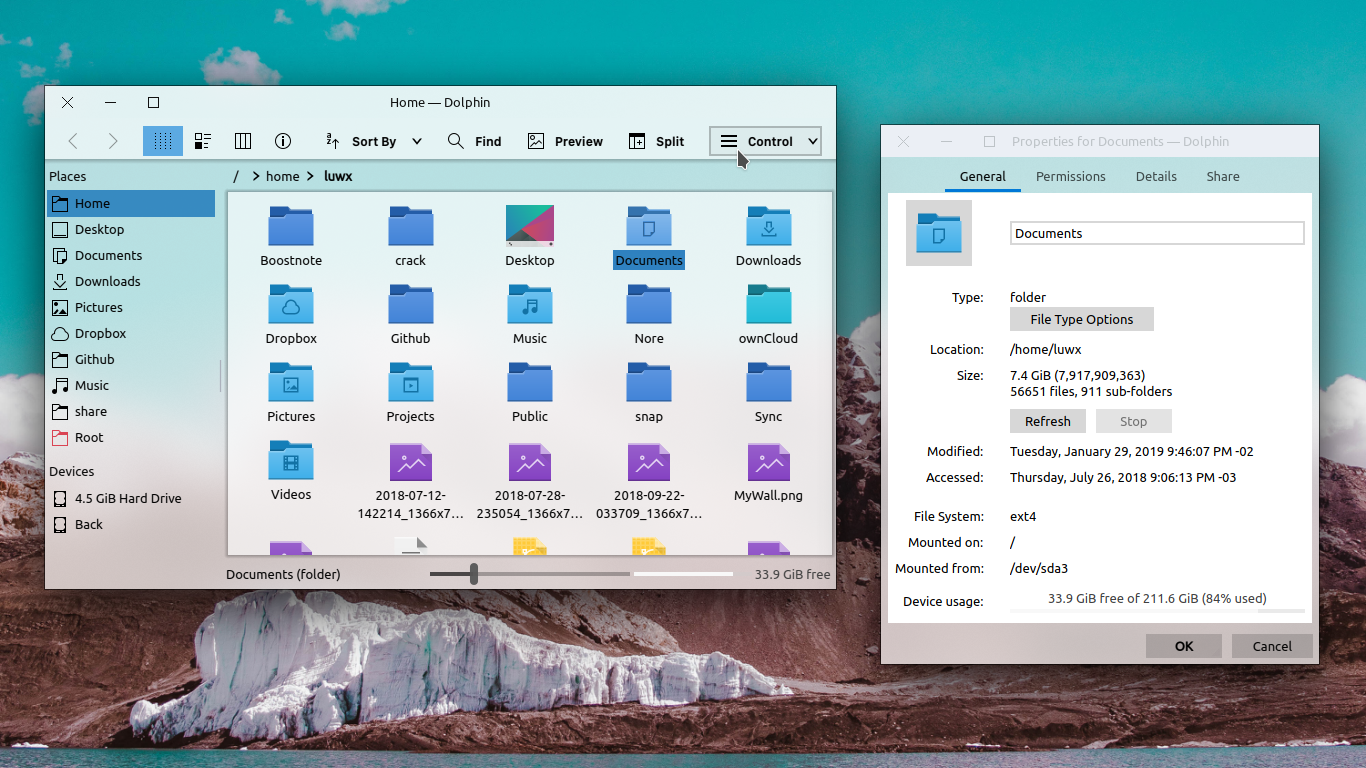 Home — Dolphin
Sort By
Find
Preview
Split
Control
Places
Home
Desktop
Documents
Downloads
Pictures
Dropbox
Github
Music
share
Root
Devices
4.5 GiB Hard Drive
Back
/ > home > luwx
Boostnote
crack
Desktop
Documents
Downloads
Dropbox
Github
Music
Nore
ownCloud
Pictures
Projects
Public
snap
Sync
Videos
2018-07-12-
142214_1366x7...
2018-07-28-
235054_1366x7...
2018-09-22-
033709_1366x7...
MyWall.png
Documents (folder)
33.9 GiB free
Properties for Documents — Dolphin
General
Permissions
Details
Share
Documents
Type: folder
File Type Options
Location: /home/luwx
Size: 7.4 GiB (7,917,909,363)
56651 files, 911 sub-folders
Refresh
Stop
Modified: Tuesday, January 29, 2019 9:46:07 PM -02
Accessed: Thursday, July 26, 2018 9:06:13 PM -03
File System: ext4
Mounted on: /
Mounted from: /dev/sda3
Device usage: 33.9 GiB free of 211.6 GiB (84% used)
OK
Cancel